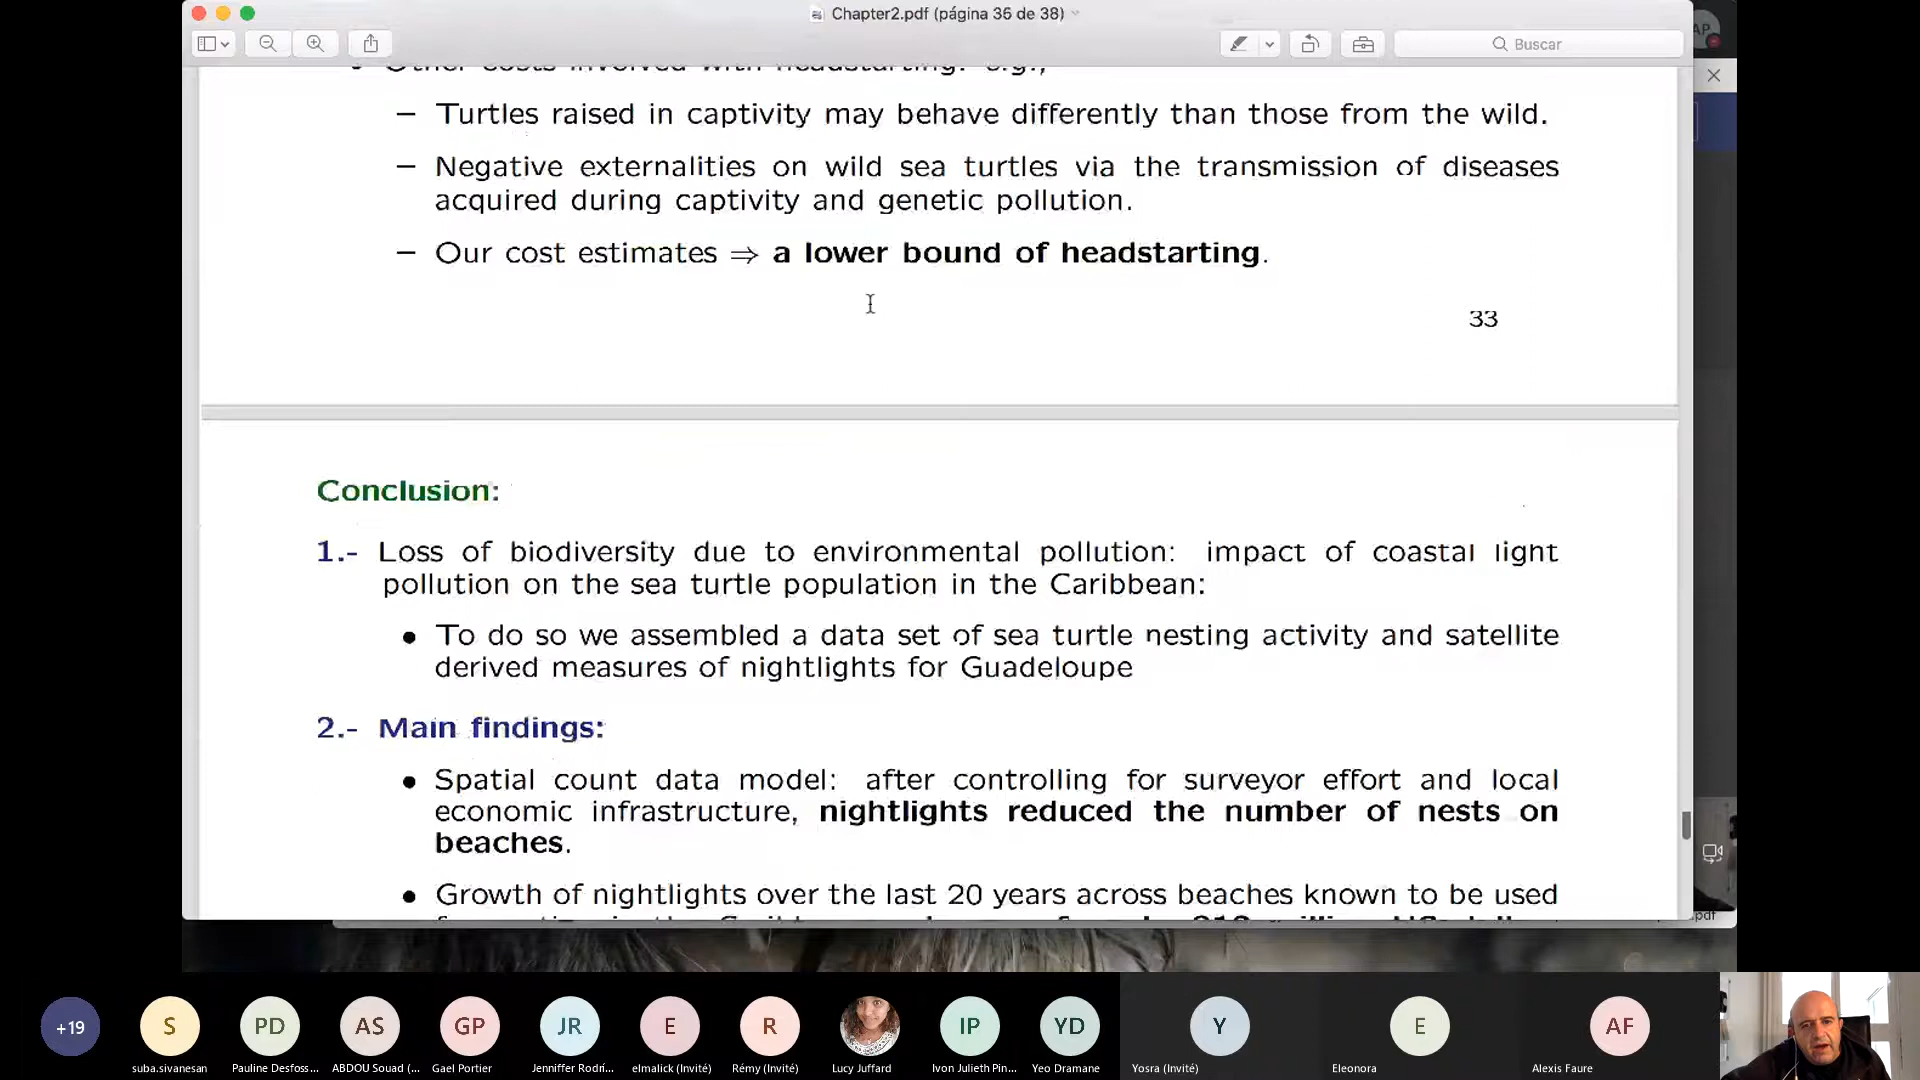 Chapter2.pdf (página 36 de 38)
Buscar
AP
Other costs involved with headstarting: e.g.,
– Turtles raised in captivity may behave differently than those from the wild.
– Negative externalities on wild sea turtles via the transmission of diseases
acquired during captivity and genetic pollution.
– Our cost estimates ⇒ a lower bound of headstarting.
33
Conclusion:
1.- Loss of biodiversity due to environmental pollution: impact of coastal light
pollution on the sea turtle population in the Caribbean:
• To do so we assembled a data set of sea turtle nesting activity and satellite
derived measures of nightlights for Guadeloupe
2.- Main findings:
• Spatial count data model: after controlling for surveyor effort and local
economic infrastructure, nightlights reduced the number of nests on
beaches.
• Growth of nightlights over the last 20 years across beaches known to be used
.pdf
+19 S PD AS GP JR E R IP YD Y E AF
suba.sivanesan Pauline Desfoss... ABDOU Souad (... Gael Portier Jenniffer Rodrí... elmalick (Invité) Rémy (Invité) Lucy Juffard Ivon Julieth Pin... Yeo Dramane Yosra (Invité) Eleonora Alexis Faure